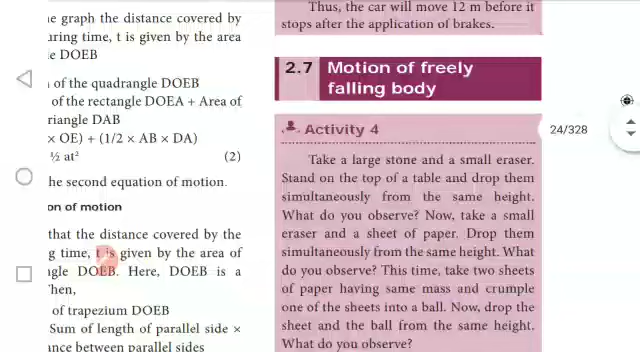 e graph the distance covered by
uring time, t is given by the area
e DOEB
of the quadrangle DOEB
of the rectangle DOEA + Area of
riangle DAB
× OE) + (1/2 × AB × DA)
½ at² (2)
he second equation of motion.
on of motion
that the distance covered by the
g time, t is given by the area of
ngle DOEB. Here, DOEB is a
Then,
of trapezium DOEB
Sum of length of parallel side ×
ance between parallel sides
Thus, the car will move 12 m before it
stops after the application of brakes.
2.7 Motion of freely
falling body
Activity 4
Take a large stone and a small eraser.
Stand on the top of a table and drop them
simultaneously from the same height.
What do you observe? Now, take a small
eraser and a sheet of paper. Drop them
simultaneously from the same height. What
do you observe? This time, take two sheets
of paper having same mass and crumple
one of the sheets into a ball. Now, drop the
sheet and the ball from the same height.
What do you observe?
24/328